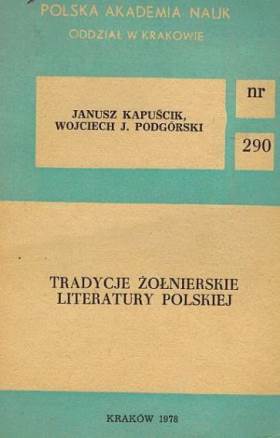 POLSKA AKADEMIA NAUK
ODDZIAŁ W KRAKOWIE
nr
JANUSZ KAPUŚCIK,
WOJCIECH J. PODGÓRSKI
290
TRADYCJE ŻOŁNIERSKIE
LITERATURY POLSKIEJ
KRAKÓW 1978